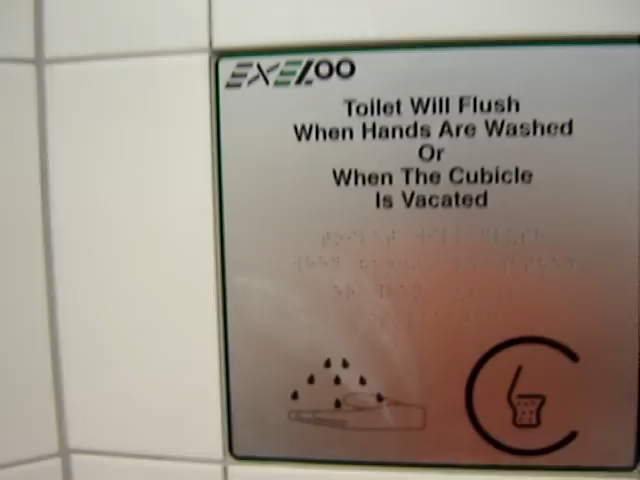 EXELOO
Toilet Will Flush
When Hands Are Washed
Or
When The Cubicle
Is Vacated